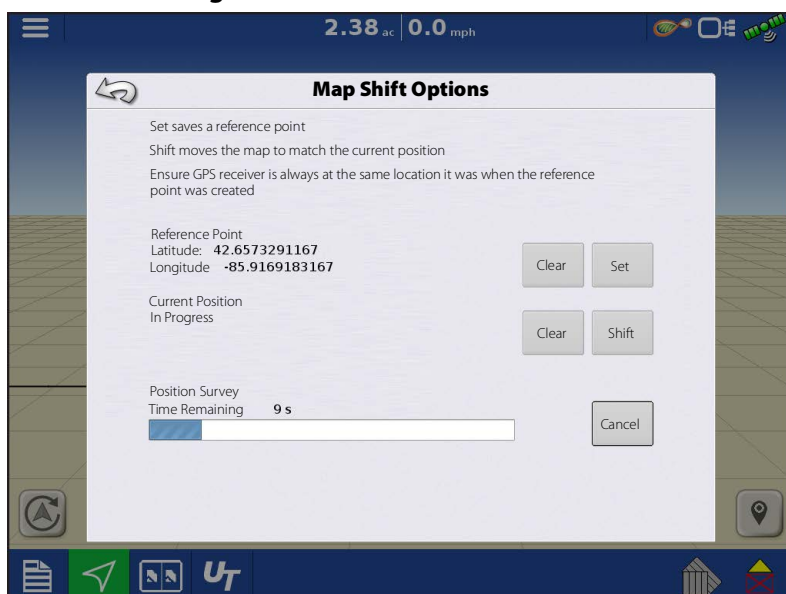 2.38 ac 0.0 mph
Map Shift Options
Set saves a reference point
Shift moves the map to match the current position
Ensure GPS receiver is always at the same location it was when the reference
point was created
Reference Point
Latitude: 42.6573291167
Longitude -85.9169183167
Clear Set
Current Position
In Progress
Clear Shift
Position Survey
Time Remaining 9 s
Cancel
UT